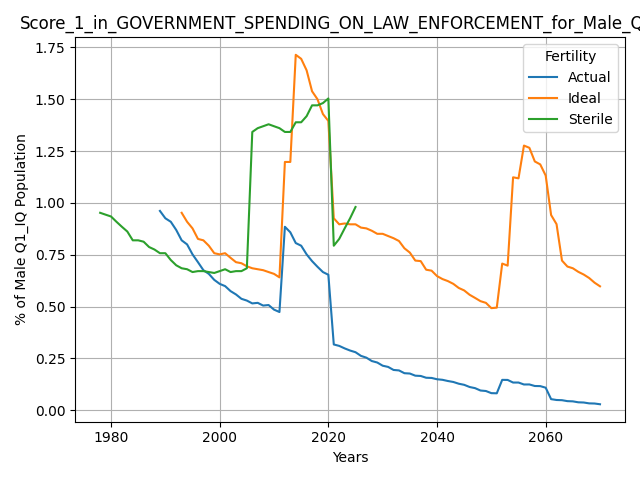 Score_1_in_GOVERNMENT_SPENDING_ON_LAW_ENFORCEMENT_for_Male_Q
Fertility
Actual
Ideal
Sterile
% of Male Q1_IQ Population
1.75
1.50
1.25
1.00
0.75
0.50
0.25
0.00
1980 2000 2020 2040 2060
Years